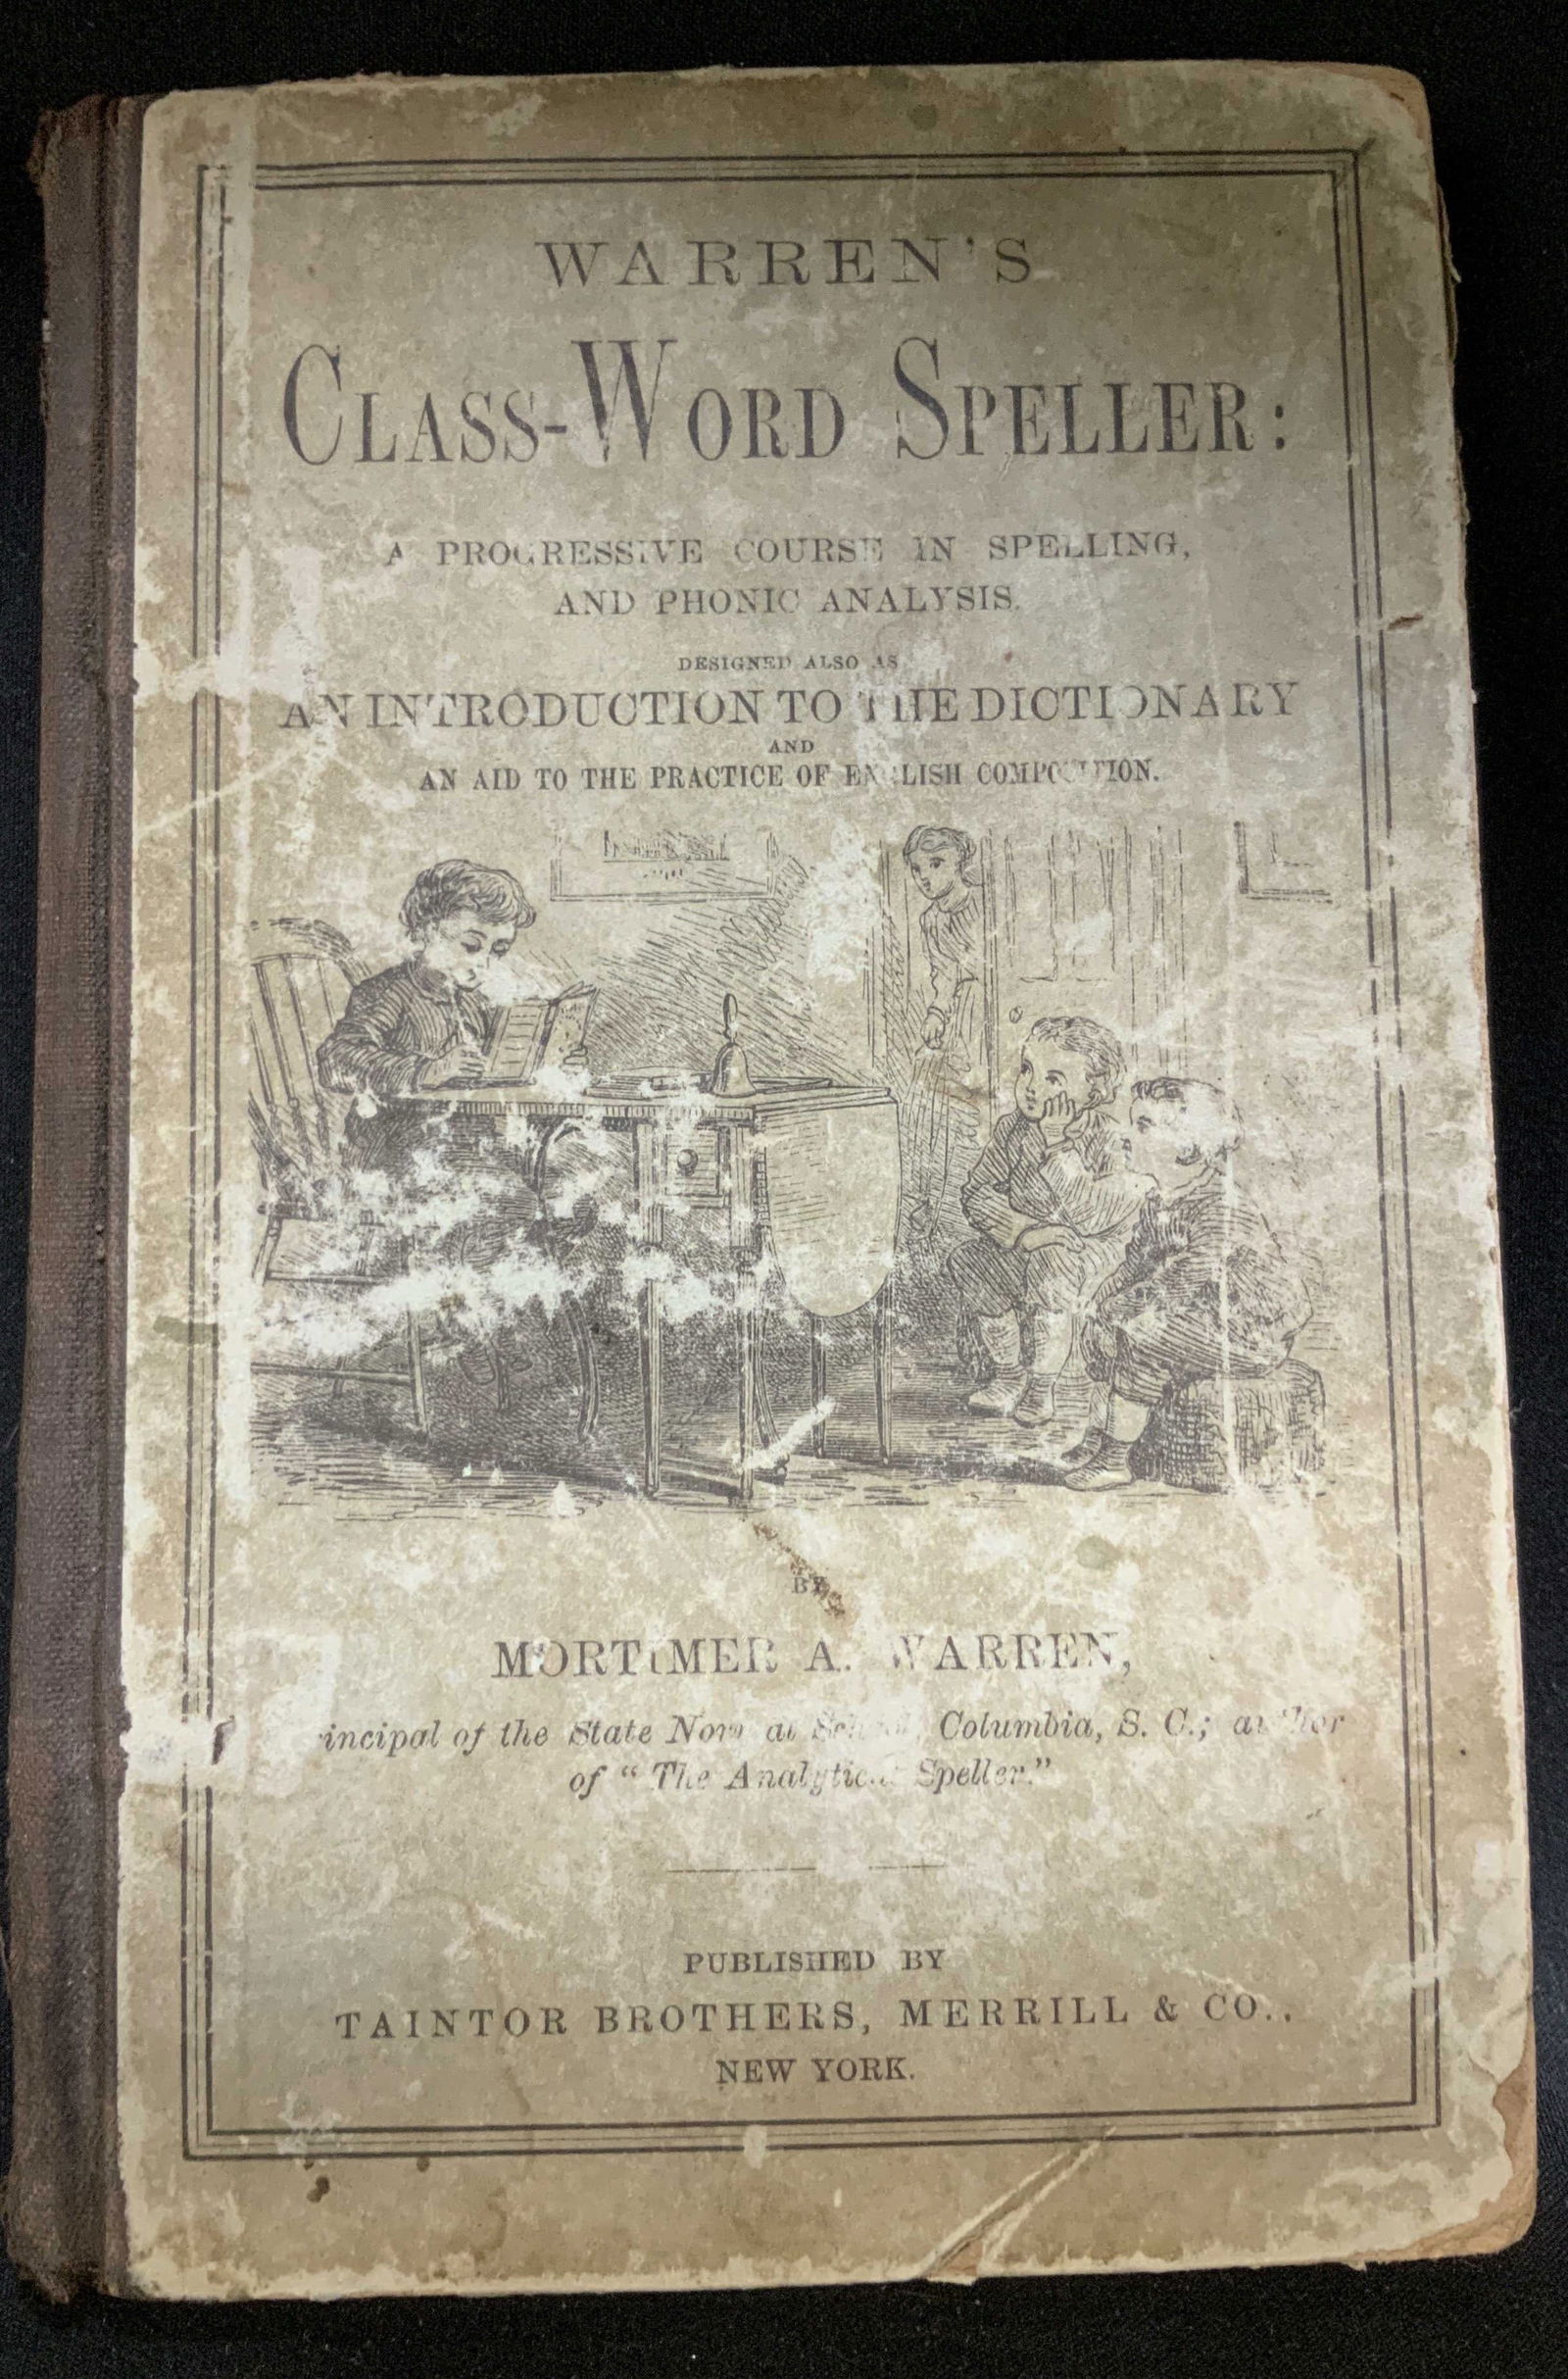 WARREN'S
CLASS-WORD SPELLER:
A PROGRESSIVE COURSE IN SPELLING,
AND PHONIC ANALYSIS.
DESIGNED ALSO AS
AN INTRODUCTION TO THE DICTIONARY
AND
AN AID TO THE PRACTICE OF ENGLISH COMPOSITION.
BY
MORTIMER A. WARREN,
Principal of the State Normal School, Columbia, S. C.; author
of "The Analytical Speller."
PUBLISHED BY
TAINTOR BROTHERS, MERRILL & CO.,
NEW YORK.